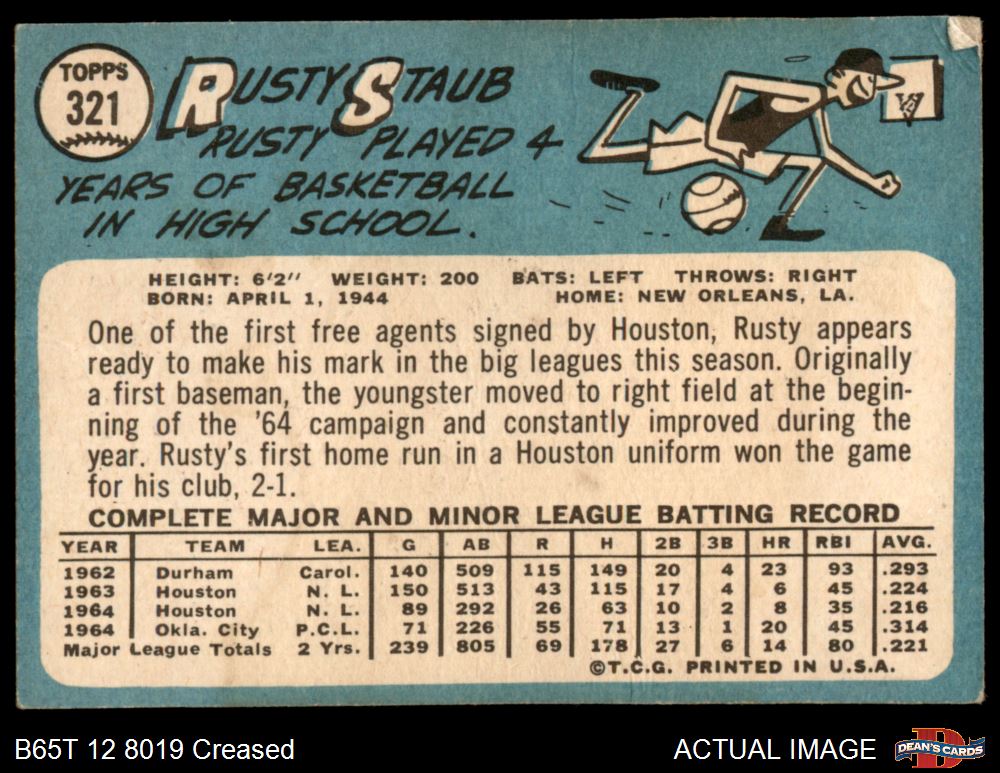 TOPPS
321
RUSTY STAUB
RUSTY PLAYED 4
YEARS OF BASKETBALL
IN HIGH SCHOOL.
HEIGHT: 6'2" WEIGHT: 200 BATS: LEFT THROWS: RIGHT
BORN: APRIL 1, 1944 HOME: NEW ORLEANS, LA.
One of the first free agents signed by Houston, Rusty appears
ready to make his mark in the big leagues this season. Originally
a first baseman, the youngster moved to right field at the begin-
ning of the '64 campaign and constantly improved during the
year. Rusty's first home run in a Houston uniform won the game
for his club, 2-1.
COMPLETE MAJOR AND MINOR LEAGUE BATTING RECORD
YEAR TEAM LEA. G AB R H 2B 3B HR RBI AVG.
1962 Durham Carol. 140 509 115 149 20 4 23 93 .293
1963 Houston N. L. 150 513 43 115 17 4 6 45 .224
1964 Houston N. L. 89 292 26 63 10 2 8 35 .216
1964 Okla. City P.C.L. 71 226 55 71 13 1 20 45 .314
Major League Totals 2 Yrs. 239 805 69 178 27 6 14 80 .221
©T.C.G. PRINTED IN U.S.A.
B65T 12 8019 Creased ACTUAL IMAGE
DEAN'S CARDS